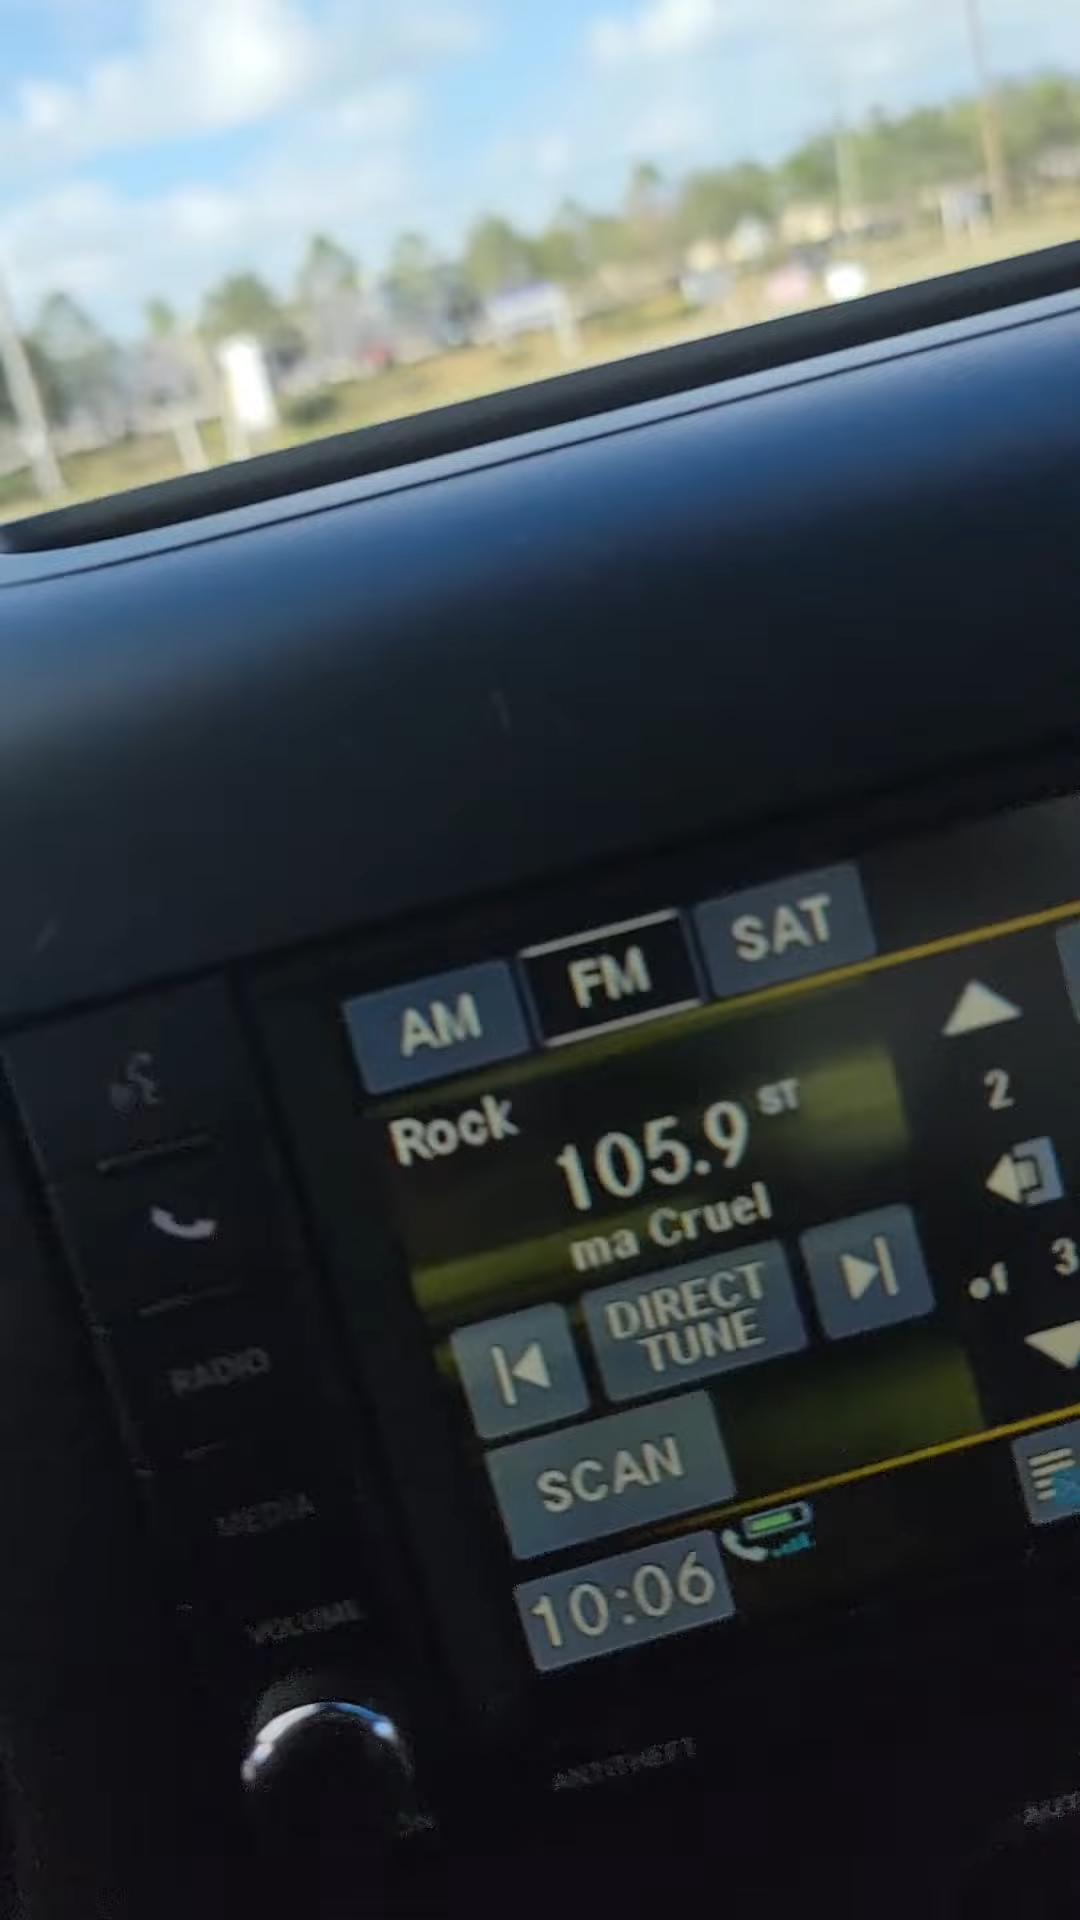 AM FM SAT
Rock
105.9 ST
ma Cruel
2
of 3
DIRECT
TUNE
SCAN
10:06
RADIO
MEDIA
VOLUME
ANTITHEFT